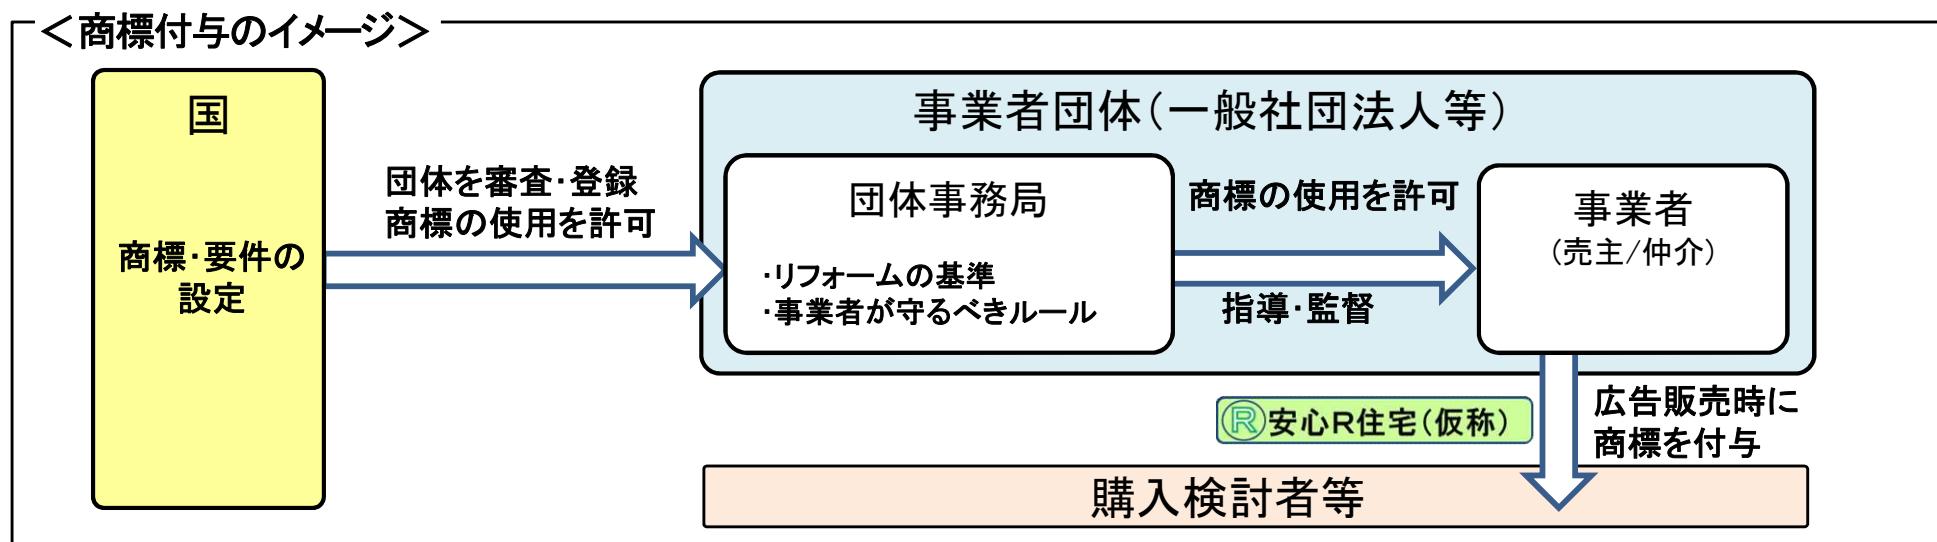 ＜商標付与のイメージ＞
国
商標・要件の
設定
団体を審査・登録
商標の使用を許可
事業者団体（一般社団法人等）
団体事務局
・リフォームの基準
・事業者が守るべきルール
商標の使用を許可
指導・監督
事業者
（売主/仲介）
Ⓡ安心R住宅（仮称）
広告販売時に
商標を付与
購入検討者等